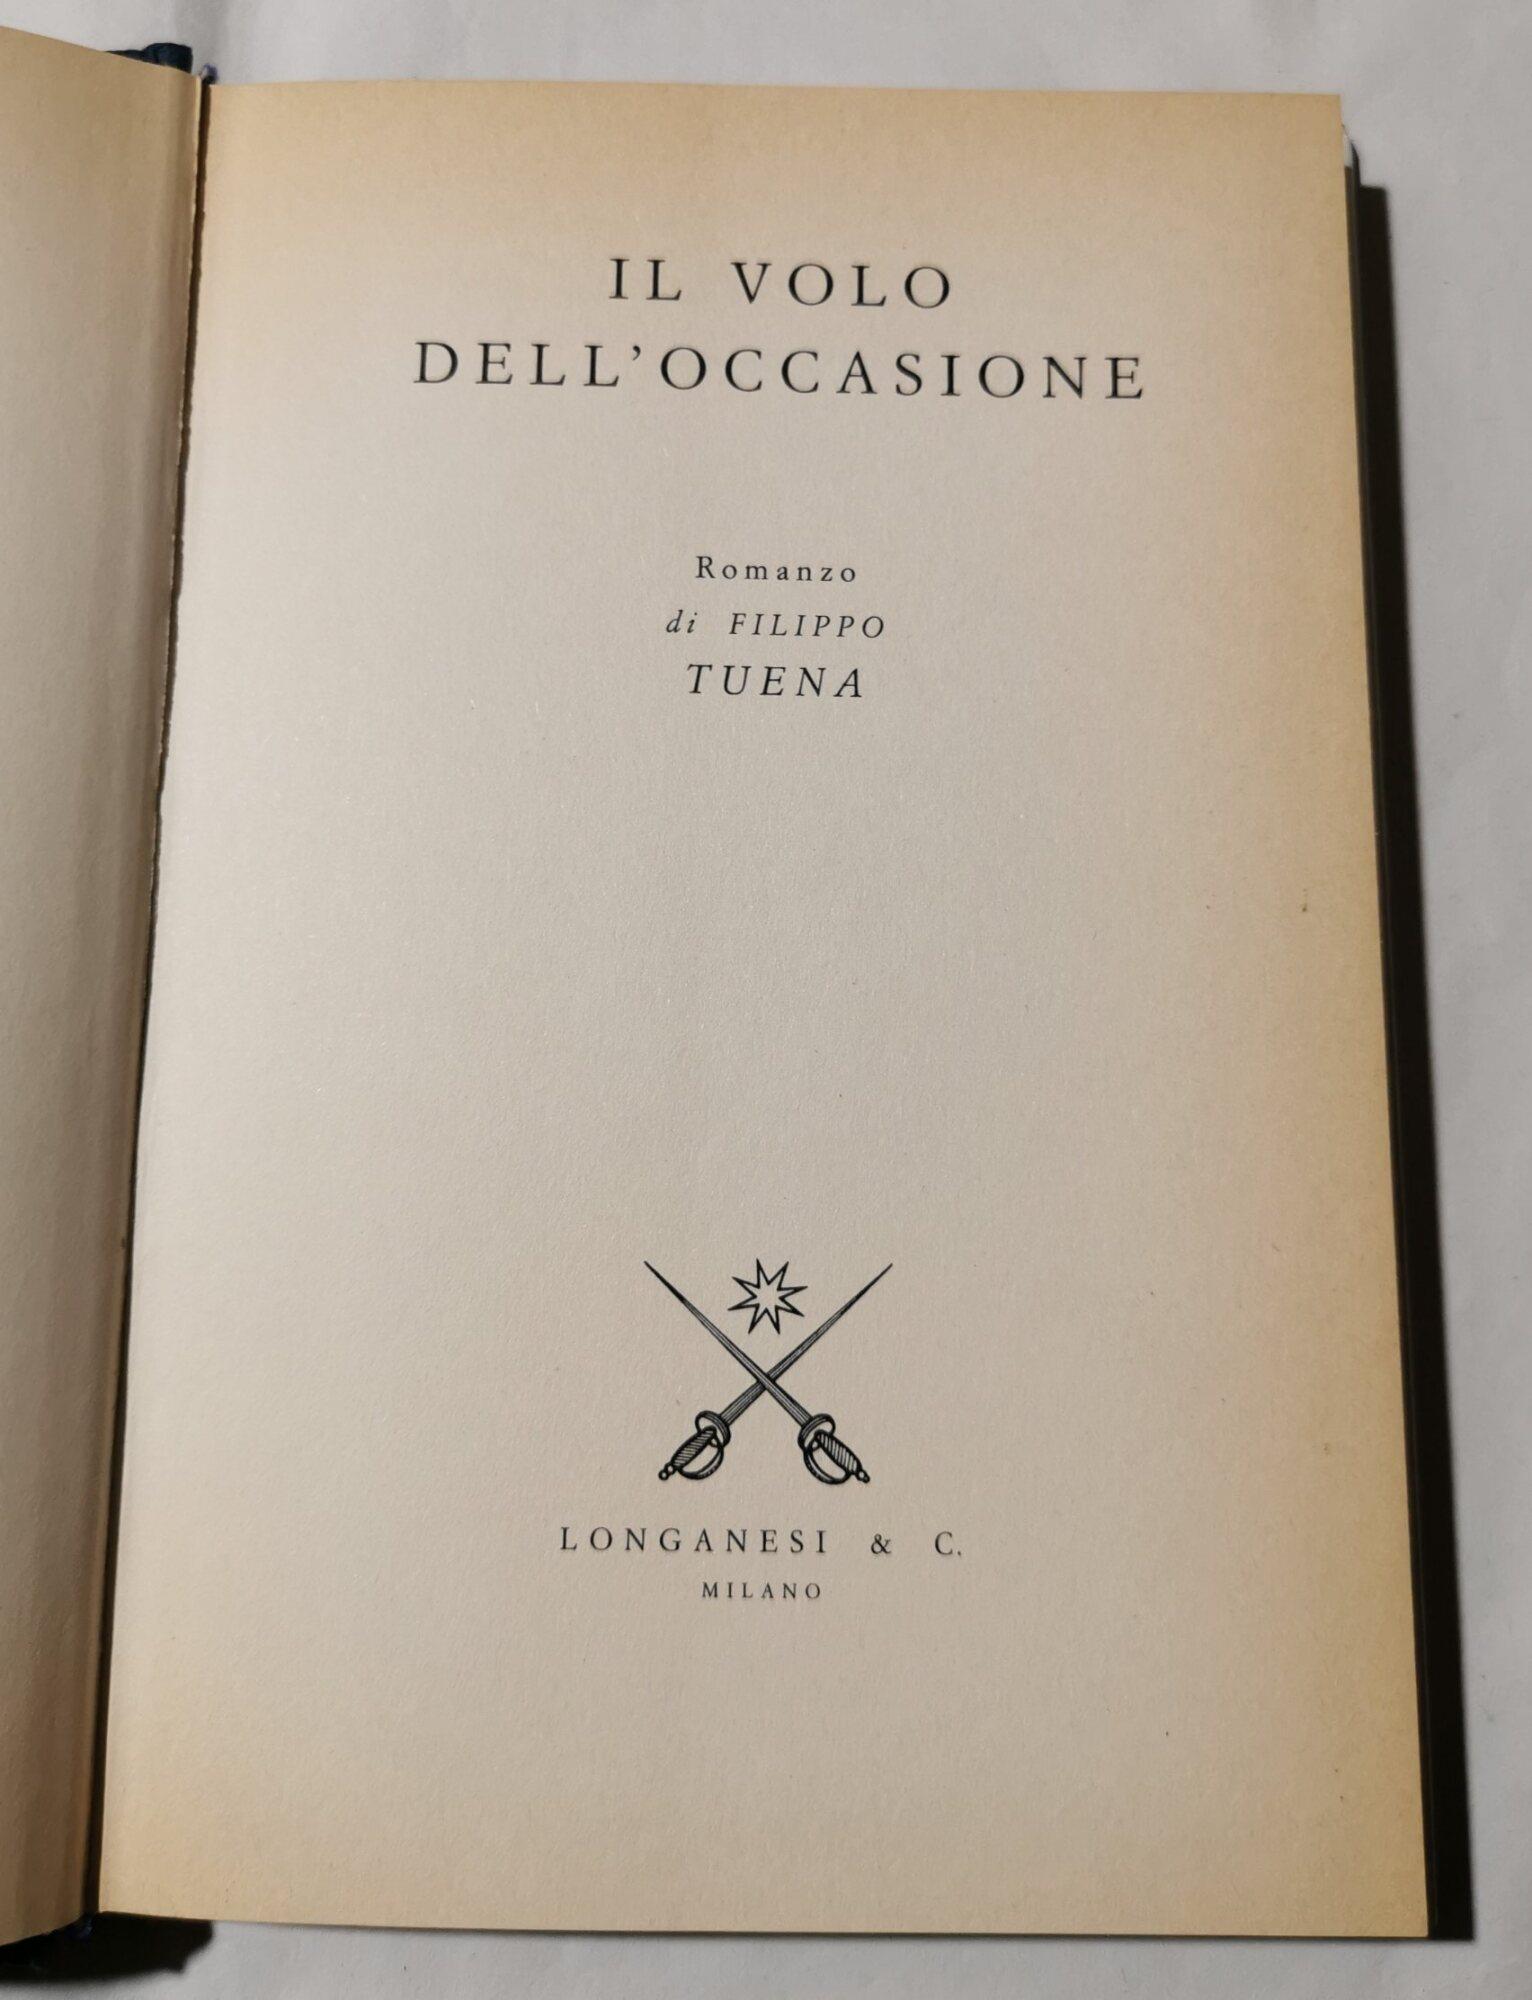 IL VOLO
DELL'OCCASIONE
Romanzo
di FILIPPO
TUENA
LONGANESI & C.
MILANO